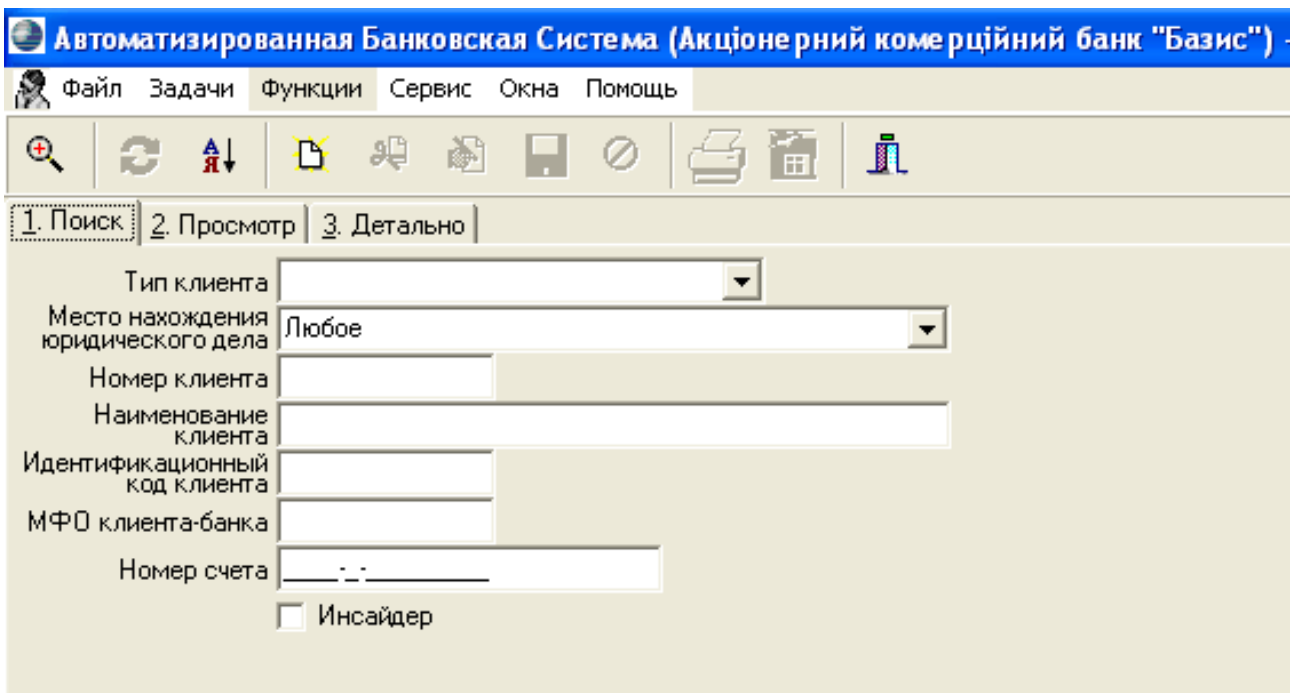 Автоматизированная Банковская Система (Акціонерний комерційний банк "Базис") -
Файл Задачи Функции Сервис Окна Помощь
А
Я
1. Поиск 2. Просмотр 3. Детально
Тип клиента
Место нахождения
юридического дела
Любое
Номер клиента
Наименование
клиента
Идентификационный
код клиента
МФО клиента-банка
Номер счета ____-_-_________
Инсайдер